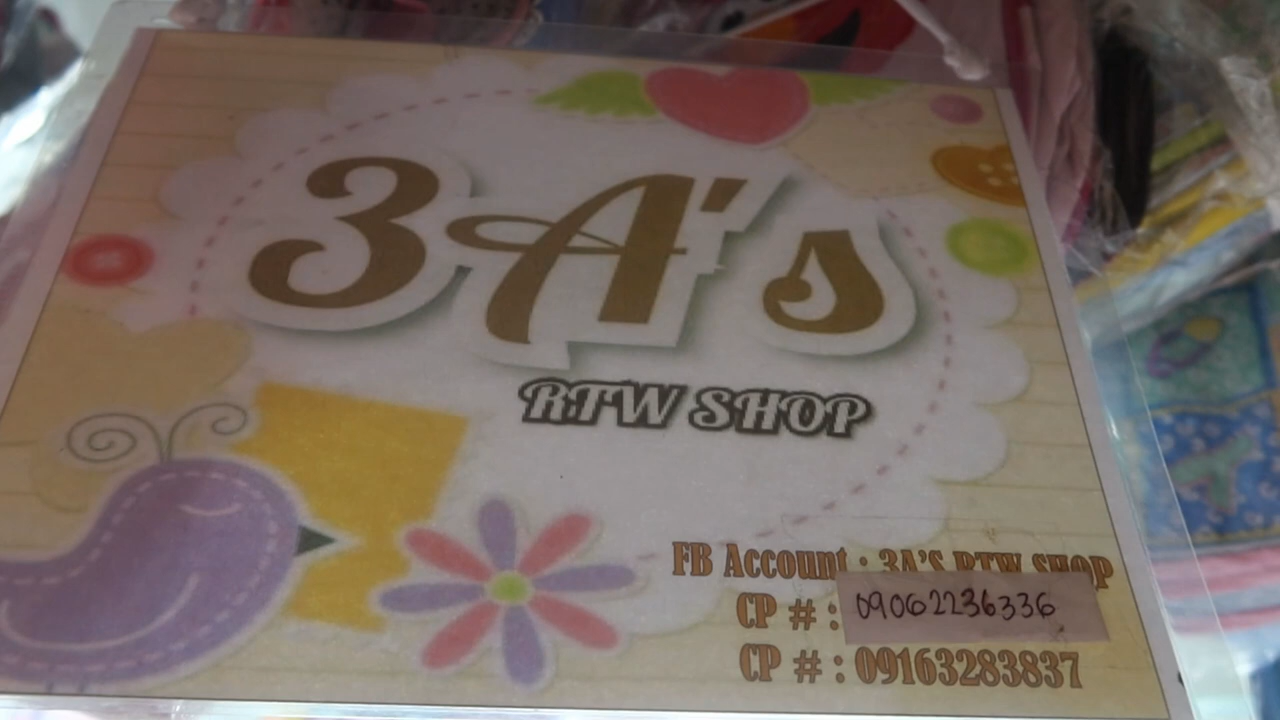 3A's
RTW SHOP
FB Account : 3A'S RTW SHOP
CP # : 09062236336
CP # : 09163283837